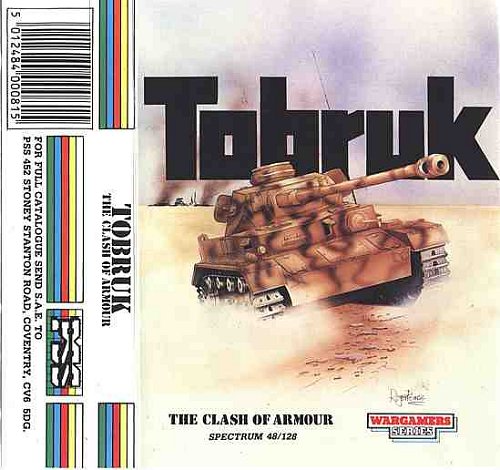 5 012484 000815
FOR FULL CATALOGUE SEND S.A.E. TO
PSS 452 STONEY STANTON ROAD, COVENTRY, CV6 5DG.
TOBRUK
THE CLASH OF ARMOUR
PSS
Tobruk
THE CLASH OF ARMOUR
SPECTRUM 48/128
WARGAMERS
SERIES